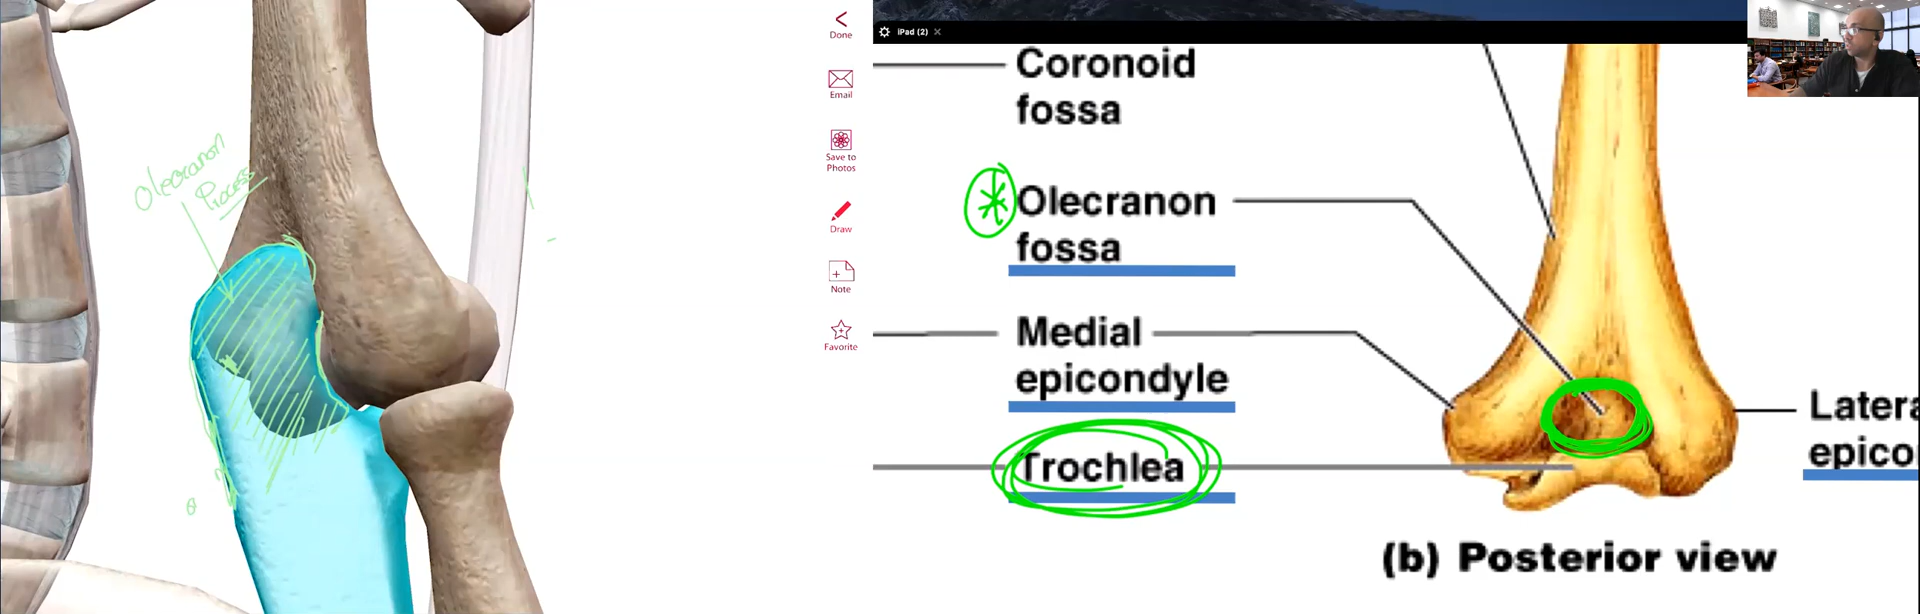 Olecranon
Process
Done
Email
Save to
Photos
Draw
Note
Favorite
iPad (2)
Coronoid
fossa
Olecranon
fossa
Medial
epicondyle
Trochlea
Latera
epico
(b) Posterior view